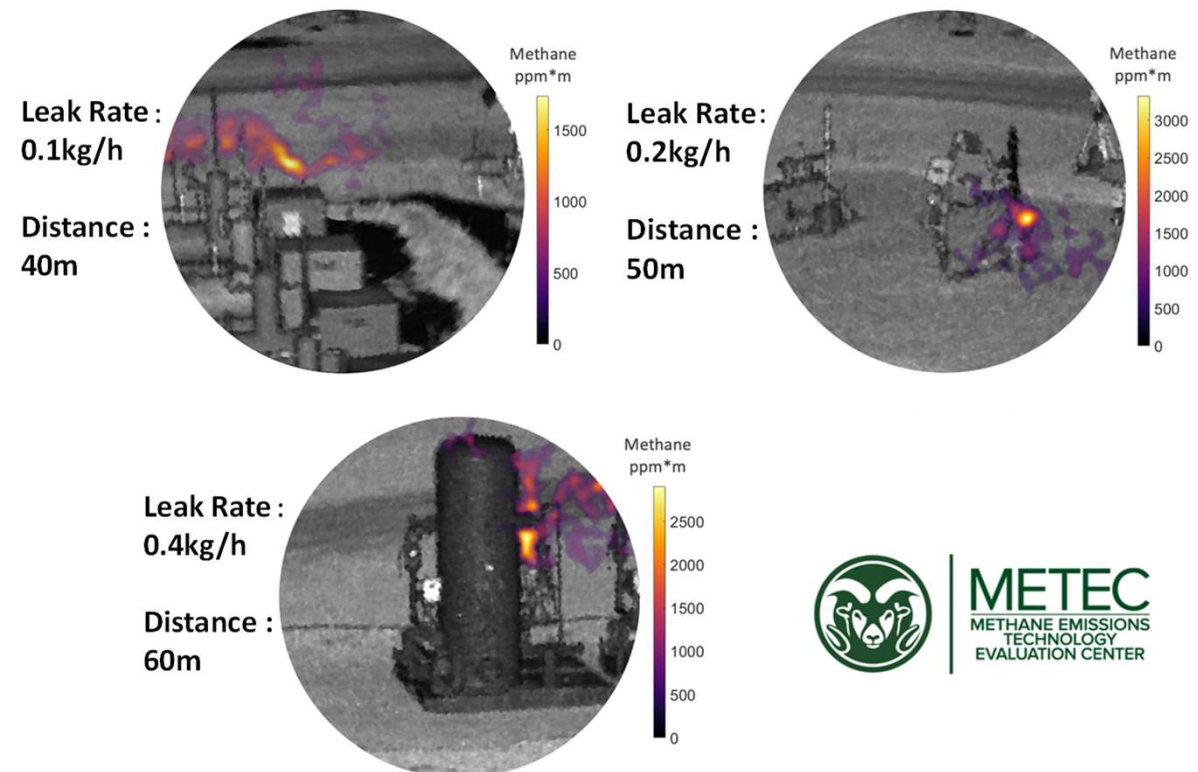 Leak Rate :
0.1kg/h
Distance :
40m
Methane
ppm*m
1500
1000
500
0
Leak Rate:
0.2kg/h
Distance :
50m
Methane
ppm*m
3000
2500
2000
1500
1000
500
0
Leak Rate :
0.4kg/h
Distance :
60m
Methane
ppm*m
2500
2000
1500
1000
500
0
METEC
METHANE EMISSIONS
TECHNOLOGY
EVALUATION CENTER